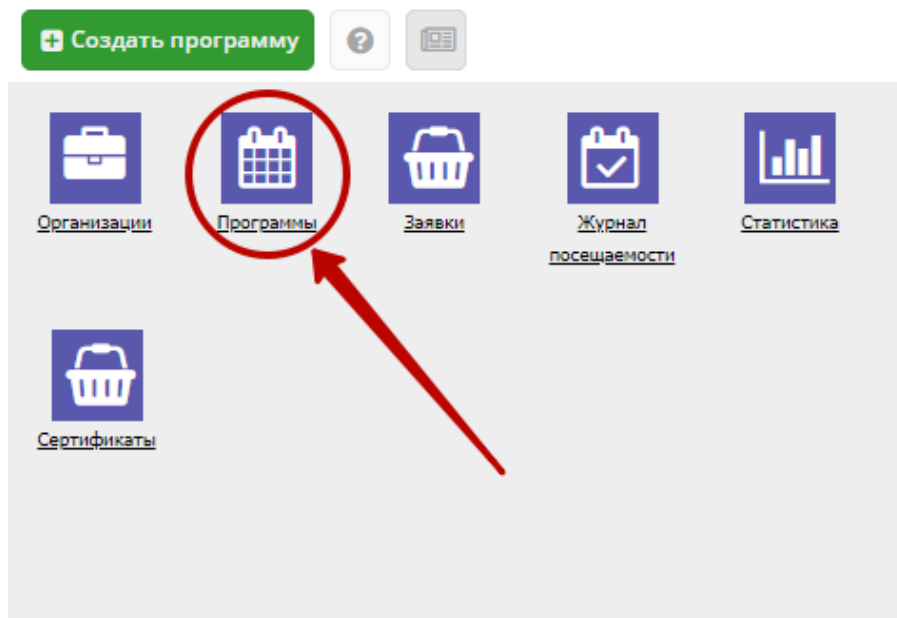 Создать программу
Организации
Программы
Заявки
Журнал
посещаемости
Статистика
Сертификаты